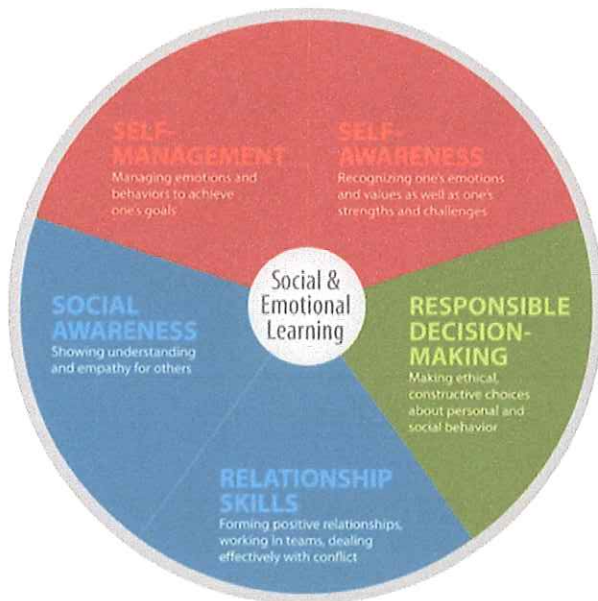 SELF-
MANAGEMENT
Managing emotions and
behaviors to achieve
one's goals
SELF-
AWARENESS
Recognizing one's emotions
and values as well as one's
strengths and challenges
Social &
Emotional
Learning
SOCIAL
AWARENESS
Showing understanding
and empathy for others
RESPONSIBLE
DECISION-
MAKING
Making ethical,
constructive choices
about personal and
social behavior
RELATIONSHIP
SKILLS
Forming positive relationships,
working in teams, dealing
effectively with conflict